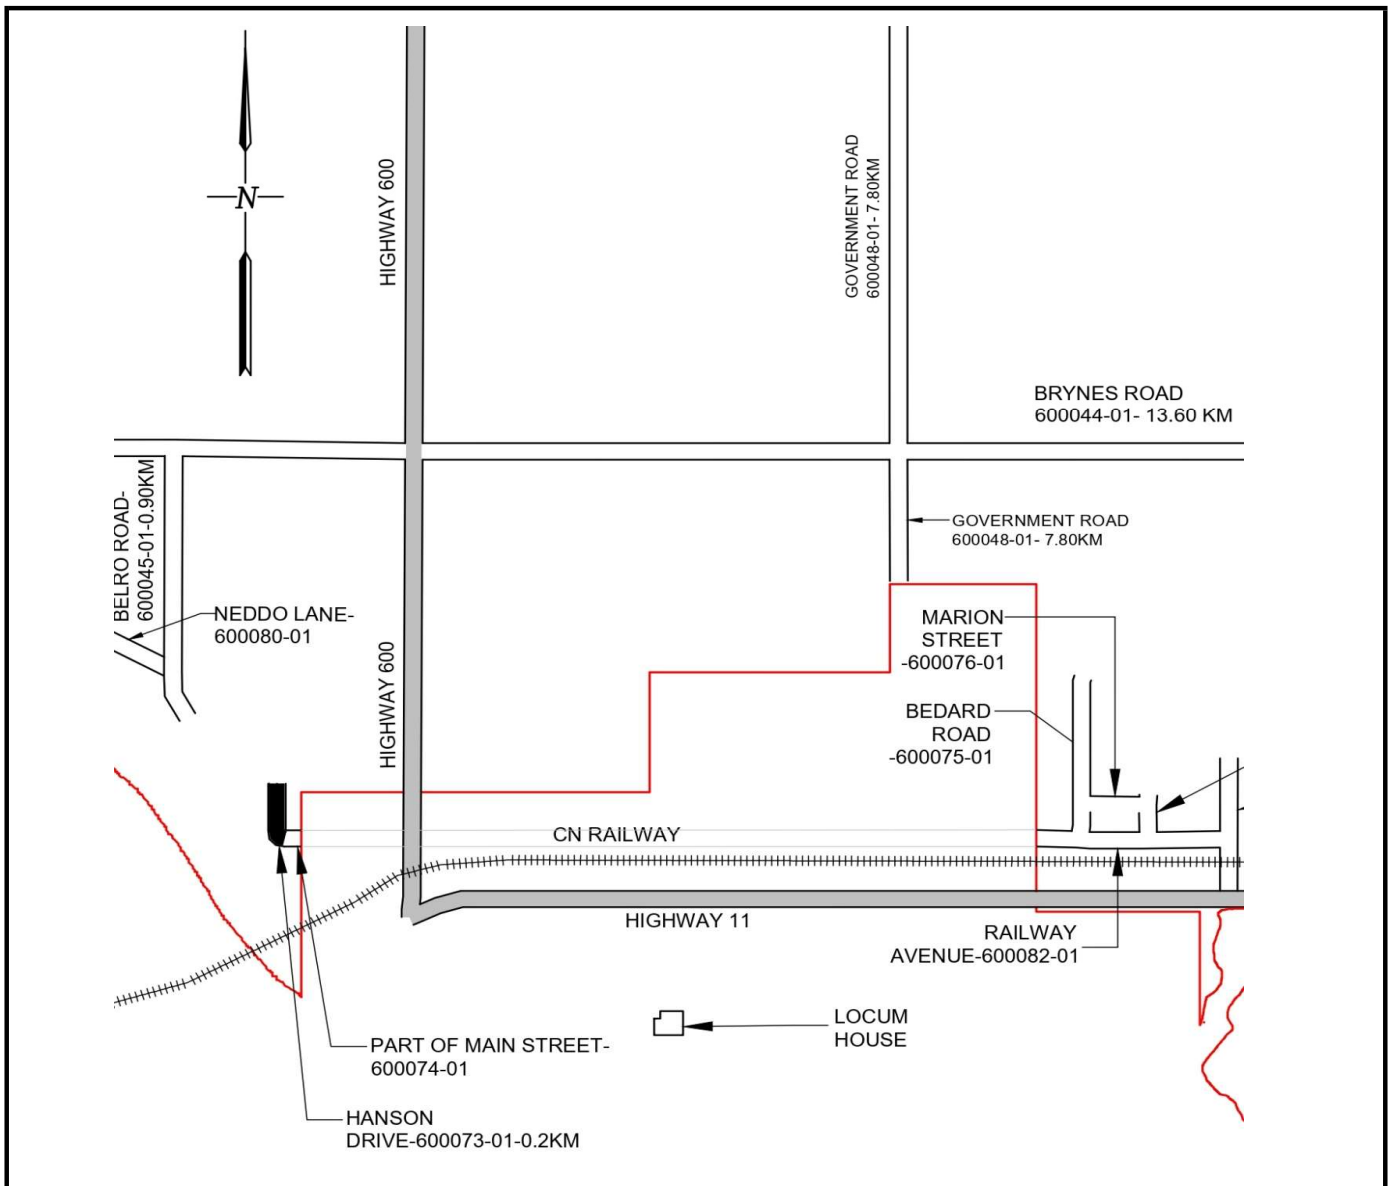 N
HIGHWAY 600
GOVERNMENT ROAD
600048-01- 7.80KM
BRYNES ROAD
600044-01- 13.60 KM
BELRO ROAD-
600045-01-0.90KM
GOVERNMENT ROAD
600048-01- 7.80KM
NEDDO LANE-
600080-01
MARION
STREET
-600076-01
HIGHWAY 600
BEDARD
ROAD
-600075-01
CN RAILWAY
HIGHWAY 11
RAILWAY
AVENUE-600082-01
LOCUM
HOUSE
PART OF MAIN STREET-
600074-01
HANSON
DRIVE-600073-01-0.2KM